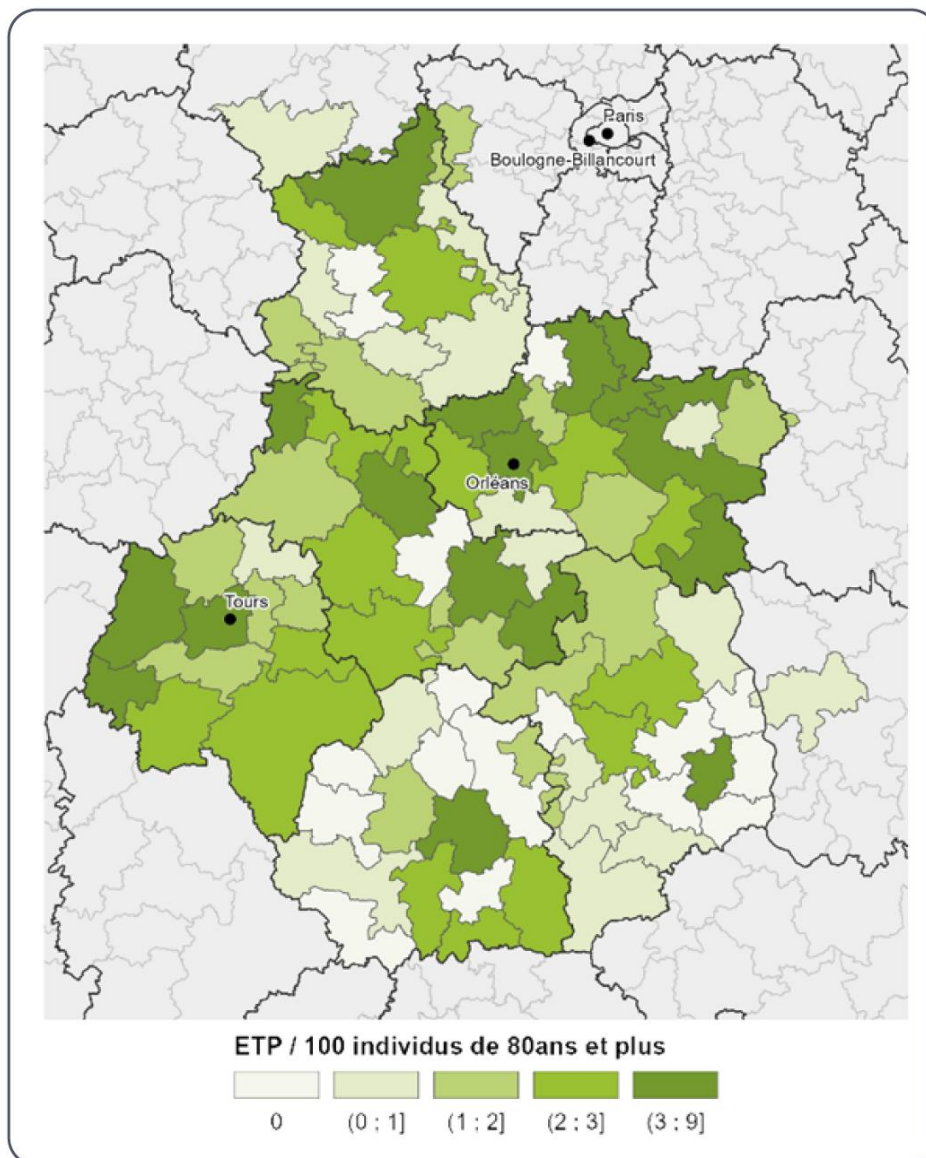 Paris
Boulogne-Billancourt
Orléans
Tours
ETP / 100 individus de 80ans et plus
0
(0 ; 1]
(1 ; 2]
(2 ; 3]
(3 ; 9]